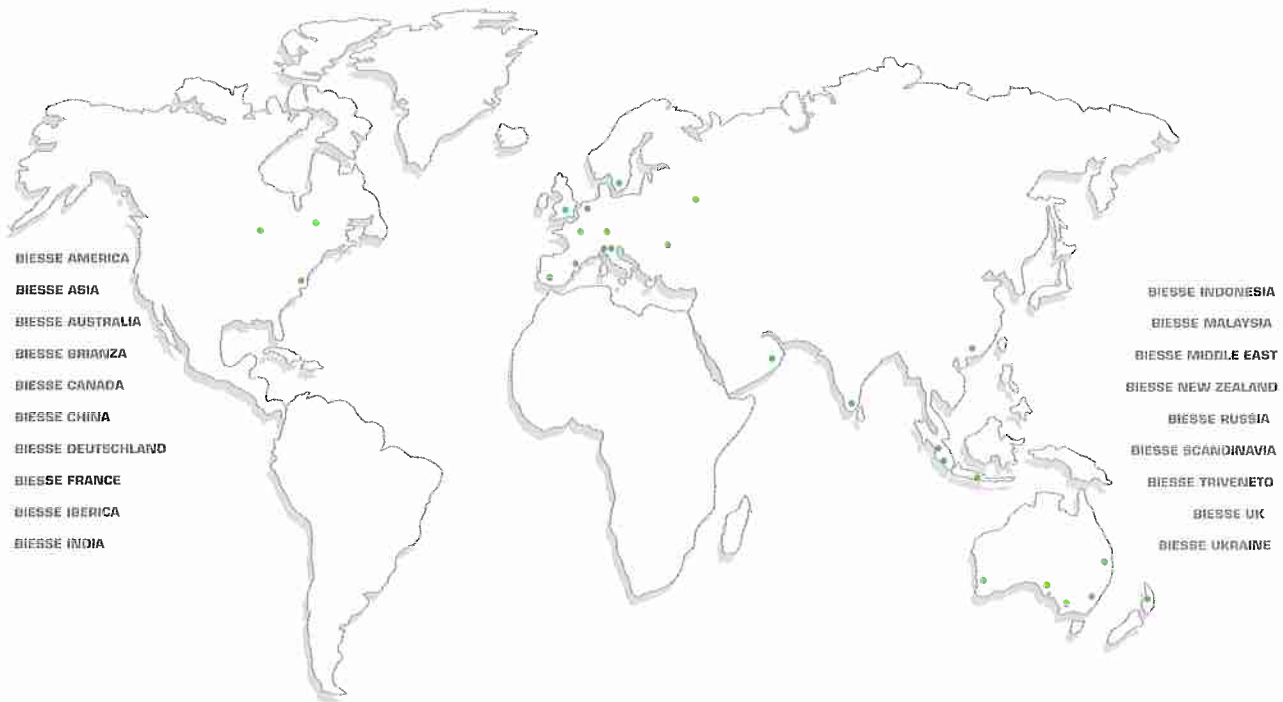 BIESSE AMERICA
BIESSE ASIA
BIESSE AUSTRALIA
BIESSE BRIANZA
BIESSE CANADA
BIESSE CHINA
BIESSE DEUTSCHLAND
BIESSE FRANCE
BIESSE IBERICA
BIESSE INDIA
BIESSE INDONESIA
BIESSE MALAYSIA
BIESSE MIDDLE EAST
BIESSE NEW ZEALAND
BIESSE RUSSIA
BIESSE SCANDINAVIA
BIESSE TRIVENETO
BIESSE UK
BIESSE UKRAINE